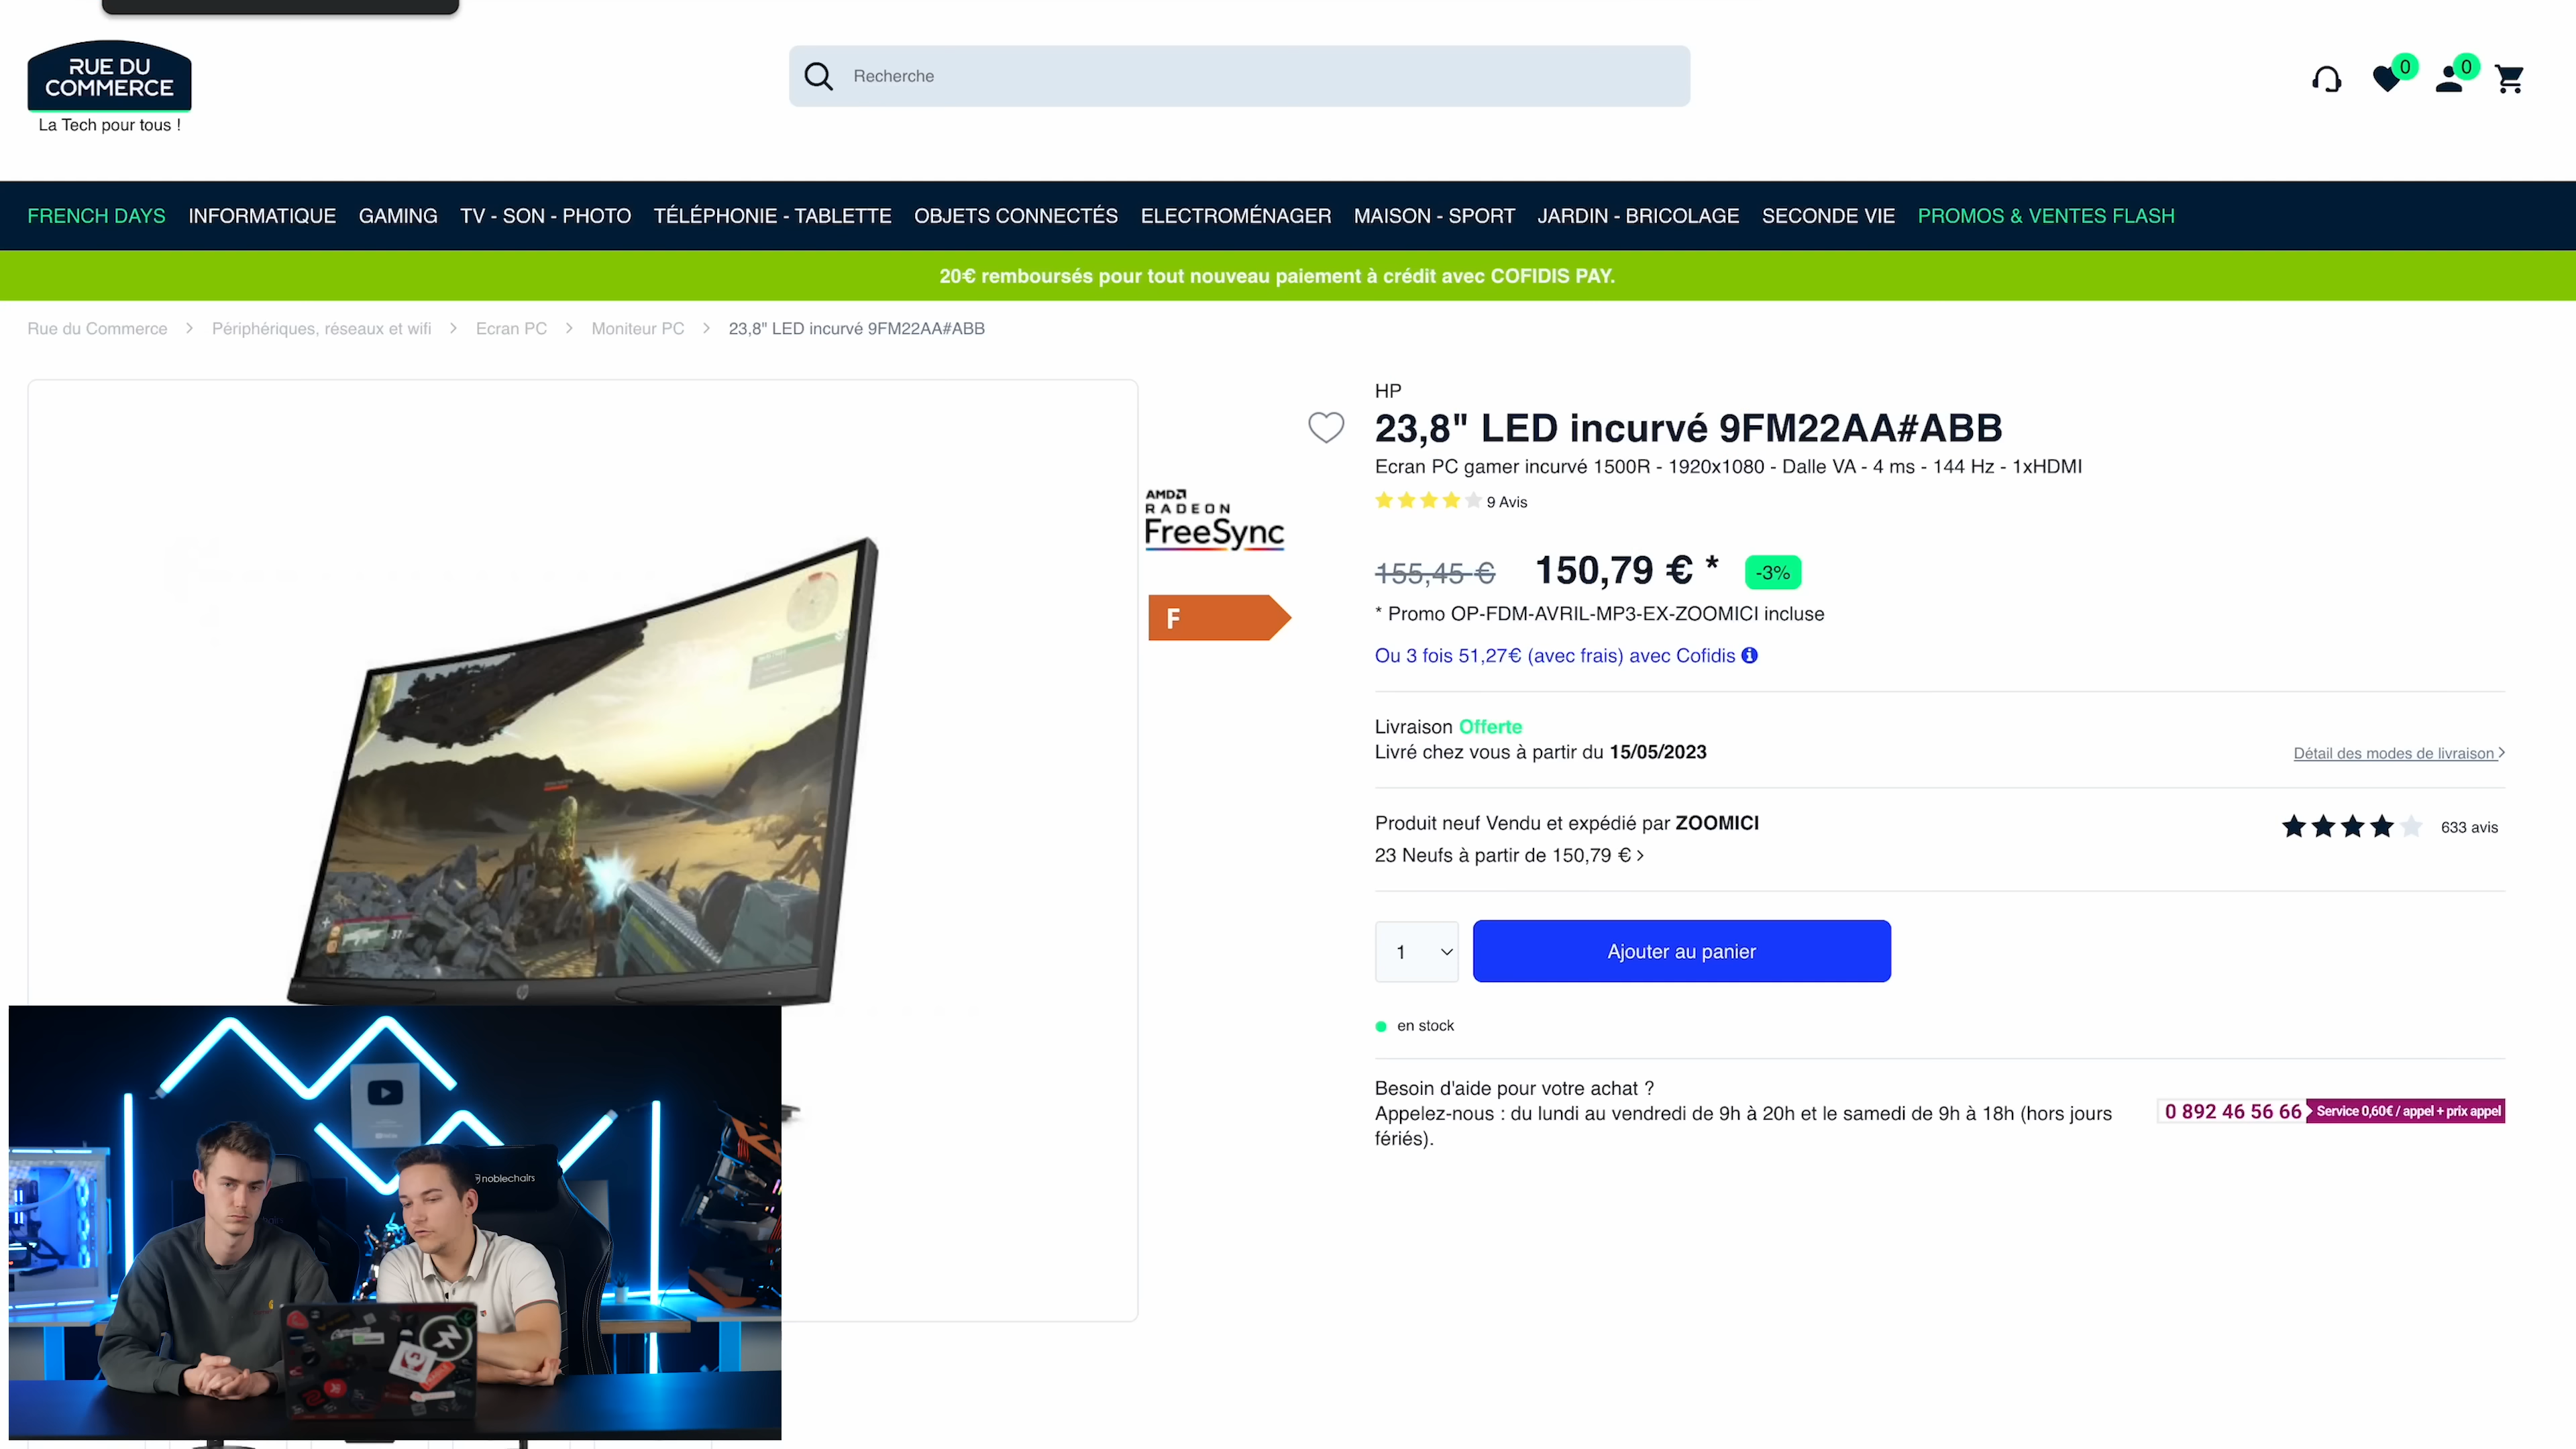 RUE DU
COMMERCE
La Tech pour tous !
Recherche
0
0
FRENCH DAYS INFORMATIQUE GAMING TV - SON - PHOTO TÉLÉPHONIE - TABLETTE OBJETS CONNECTÉS ELECTROMÉNAGER MAISON - SPORT JARDIN - BRICOLAGE SECONDE VIE PROMOS & VENTES FLASH
20€ remboursés pour tout nouveau paiement à crédit avec COFIDIS PAY.
Rue du Commerce > Périphériques, réseaux et wifi > Ecran PC > Moniteur PC > 23,8" LED incurvé 9FM22AA#ABB
AMD
RADEON
FreeSync
F
HP
23,8" LED incurvé 9FM22AA#ABB
Ecran PC gamer incurvé 1500R - 1920x1080 - Dalle VA - 4 ms - 144 Hz - 1xHDMI
9 Avis
155,45 € 150,79 € * -3%
* Promo OP-FDM-AVRIL-MP3-EX-ZOOMICI incluse
Ou 3 fois 51,27€ (avec frais) avec Cofidis
Livraison Offerte
Livré chez vous à partir du 15/05/2023
Détail des modes de livraison >
Produit neuf Vendu et expédié par ZOOMICI
633 avis
23 Neufs à partir de 150,79 € >
1
Ajouter au panier
en stock
Besoin d'aide pour votre achat ?
Appelez-nous : du lundi au vendredi de 9h à 20h et le samedi de 9h à 18h (hors jours
fériés).
0 892 46 56 66 Service 0,60€ / appel + prix appel
37
hp
noblechairs